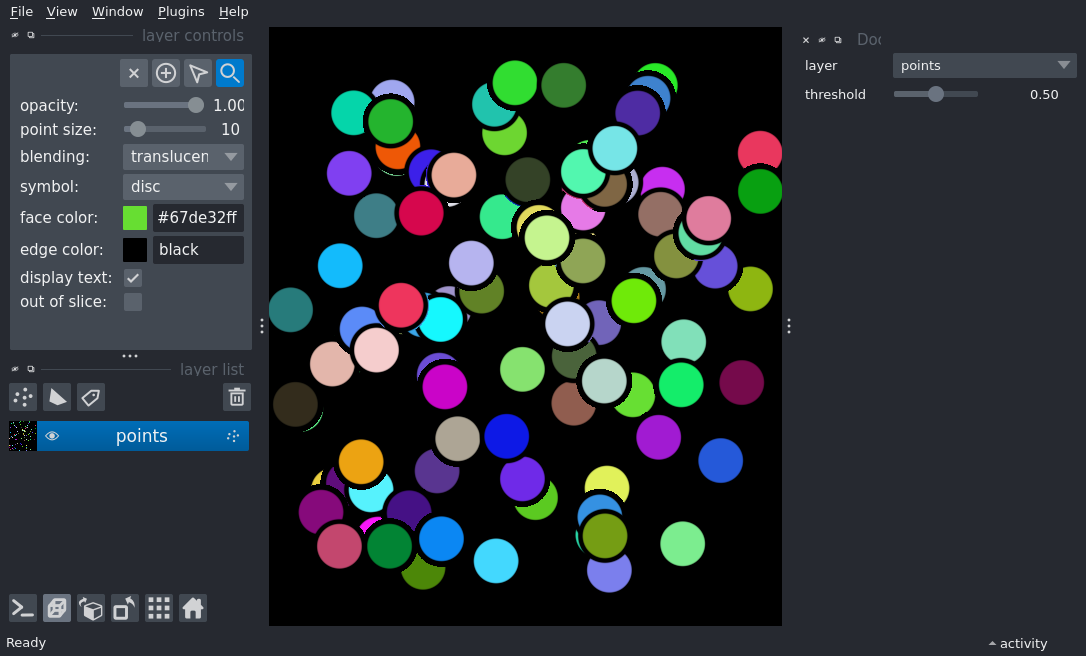 File View Window Plugins Help
layer controls
opacity: 1.00
point size: 10
blending: translucen
symbol: disc
face color: #67de32ff
edge color: black
display text:
out of slice:
layer list
points
Ready
Doc
layer points
threshold 0.50
activity